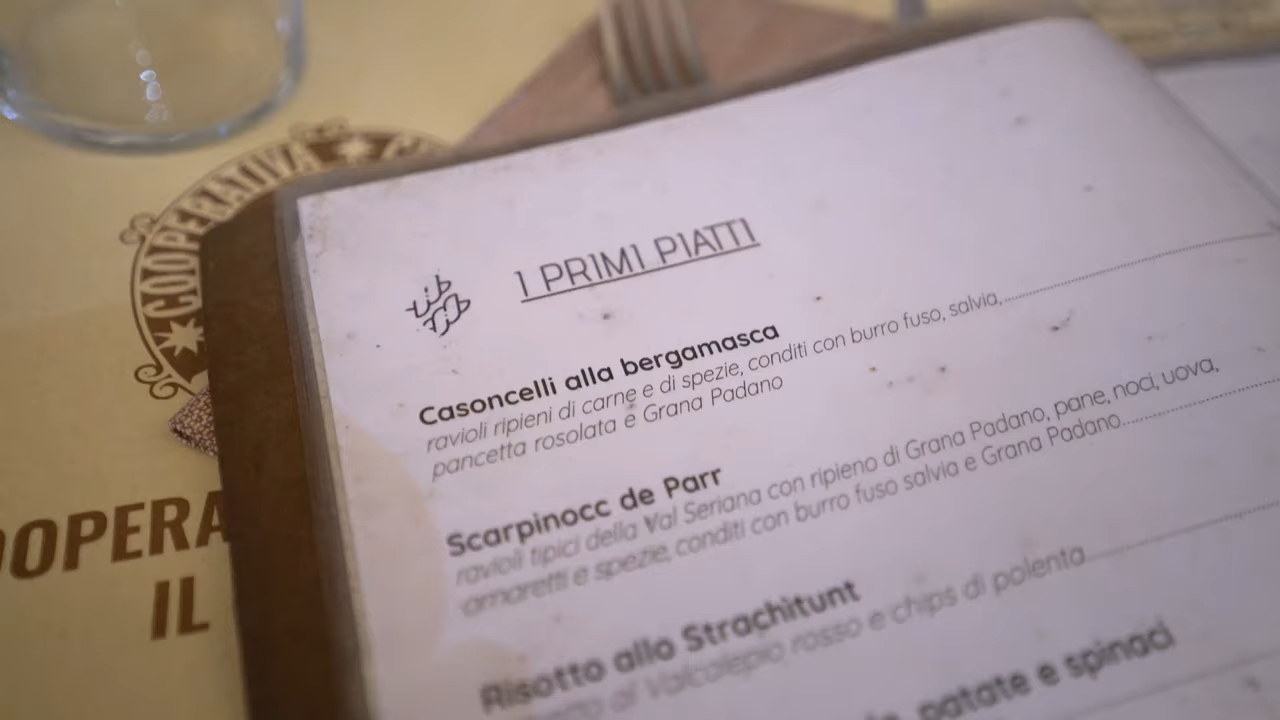 COOPERATIVA
I PRIMI PIATTI
Lib
Tib
Casoncelli alla bergamasca
ravioli ripieni di carne e di spezie, conditi con burro fuso, salvia,
pancetta rosolata e Grana Padano
Scarpinocc de Parr
ravioli tipici della Val Seriana con ripieno di Grana Padano, pane, noci, uova,
amaretti e spezie, conditi con burro fuso salvia e Grana Padano
Risotto allo Strachitunt
di Valcalepio rosso e chips di polenta
patate e spinaci
OOPERA
IL